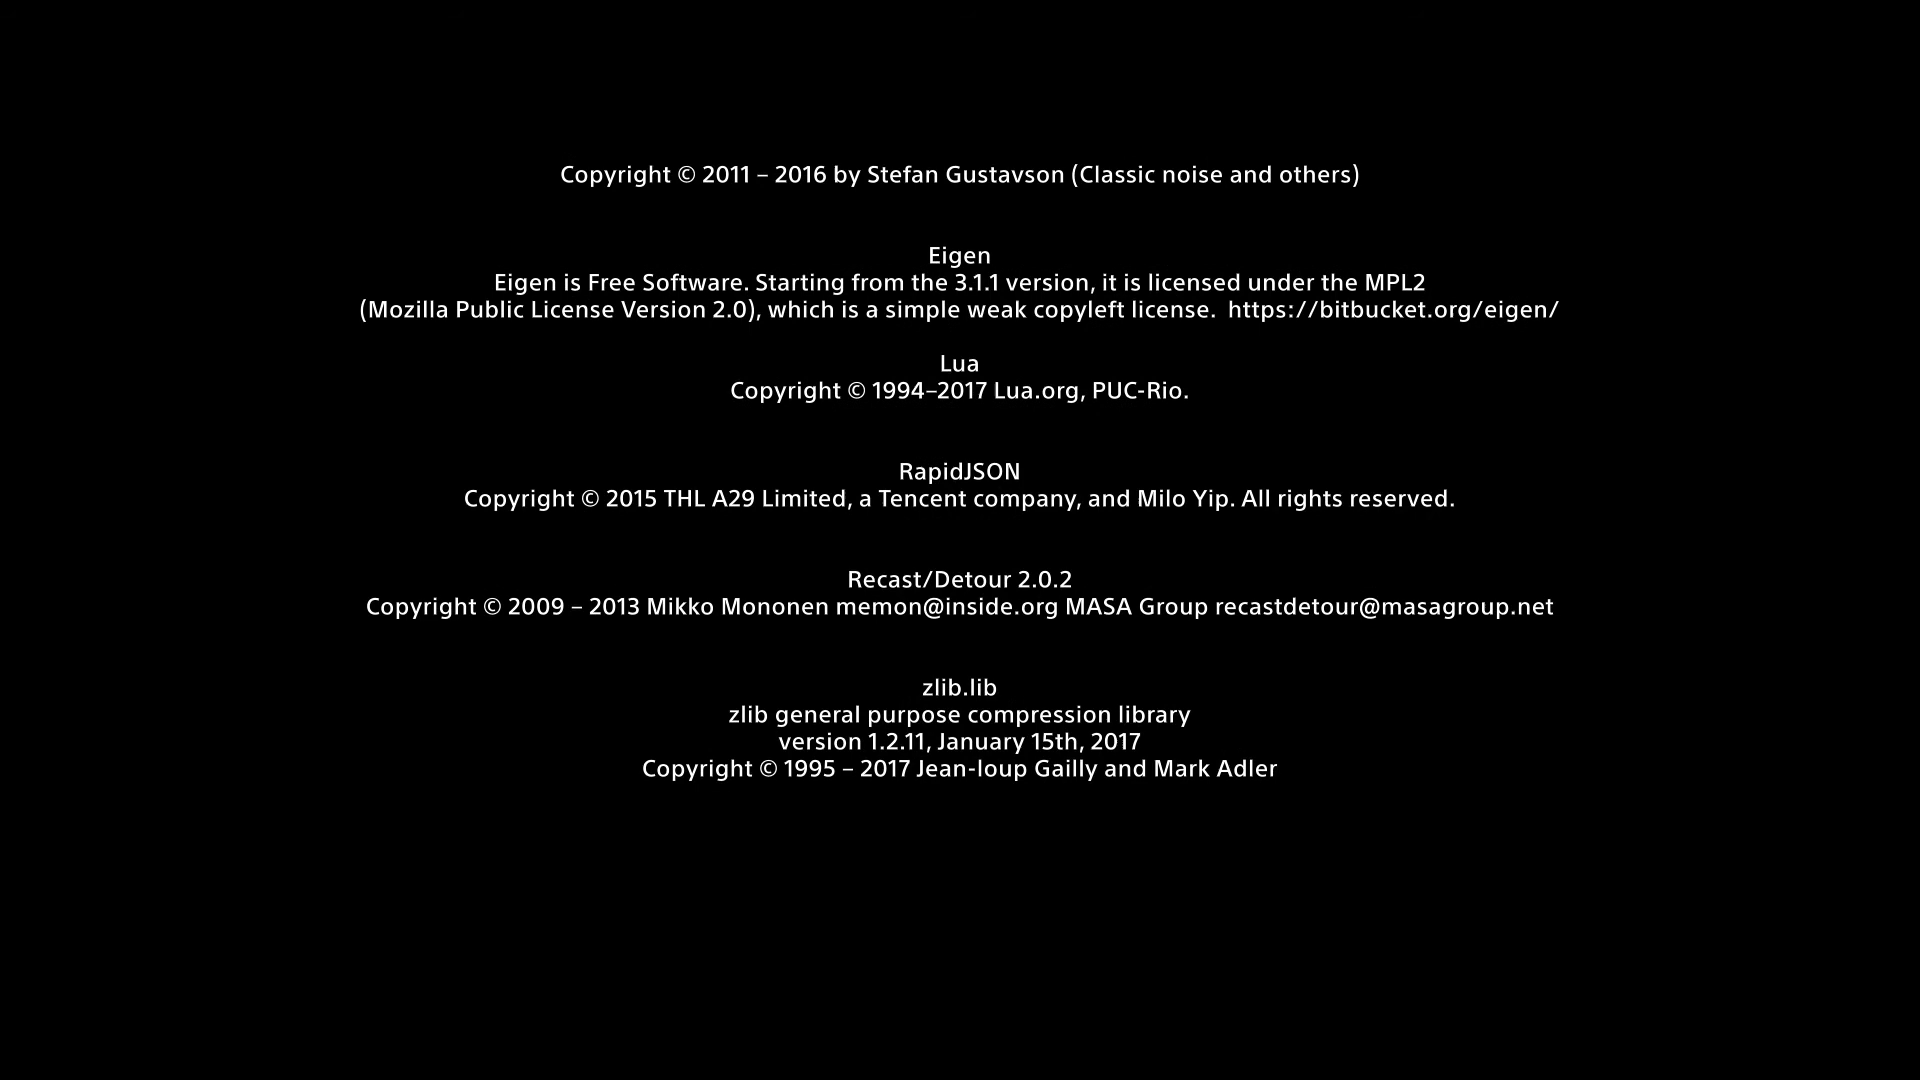 Copyright © 2011 – 2016 by Stefan Gustavson (Classic noise and others)
Eigen
Eigen is Free Software. Starting from the 3.1.1 version, it is licensed under the MPL2
(Mozilla Public License Version 2.0), which is a simple weak copyleft license.  https://bitbucket.org/eigen/
Lua
Copyright © 1994–2017 Lua.org, PUC-Rio.
RapidJSON
Copyright © 2015 THL A29 Limited, a Tencent company, and Milo Yip. All rights reserved.
Recast/Detour 2.0.2
Copyright © 2009 – 2013 Mikko Mononen memon@inside.org MASA Group recastdetour@masagroup.net
zlib.lib
zlib general purpose compression library
version 1.2.11, January 15th, 2017
Copyright © 1995 – 2017 Jean-loup Gailly and Mark Adler